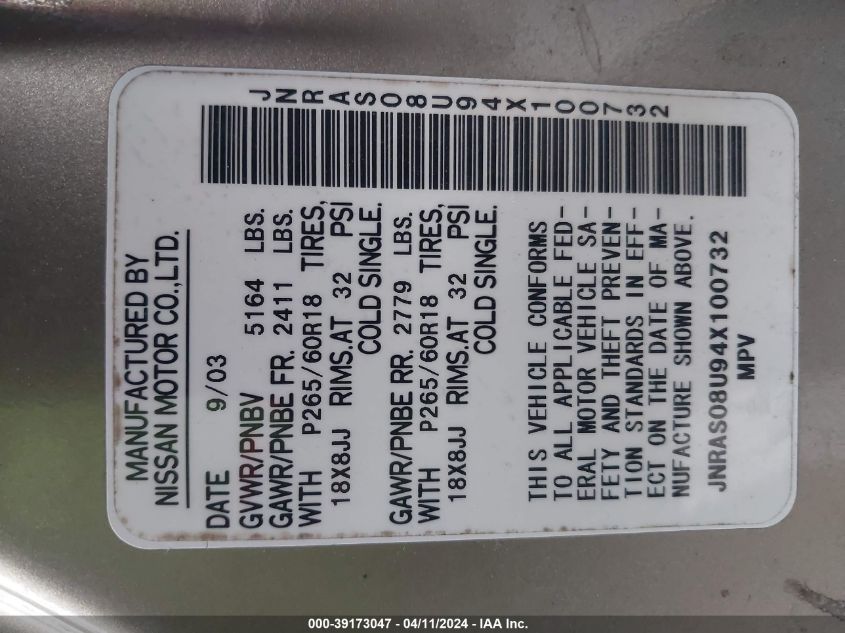 MANUFACTURED BY
NISSAN MOTOR CO.,LTD.
DATE 9/03
GVWR/PNBV 5164 LBS.
GAWR/PNBE FR. 2411 LBS.
WITH P265/60R18 TIRES,
18X8JJ RIMS.AT 32 PSI
COLD SINGLE.
GAWR/PNBE RR. 2779 LBS.
WITH P265/60R18 TIRES,
18X8JJ RIMS.AT 32 PSI
COLD SINGLE.
THIS VEHICLE CONFORMS
TO ALL APPLICABLE FED-
ERAL MOTOR VEHICLE SA-
FETY AND THEFT PREVEN-
TION STANDARDS IN EFF-
ECT ON THE DATE OF MA-
NUFACTURE SHOWN ABOVE.
JNRAS08U94X100732
MPV
JNRAS08U94X100732
000-39173047 - 04/11/2024 - IAA Inc.